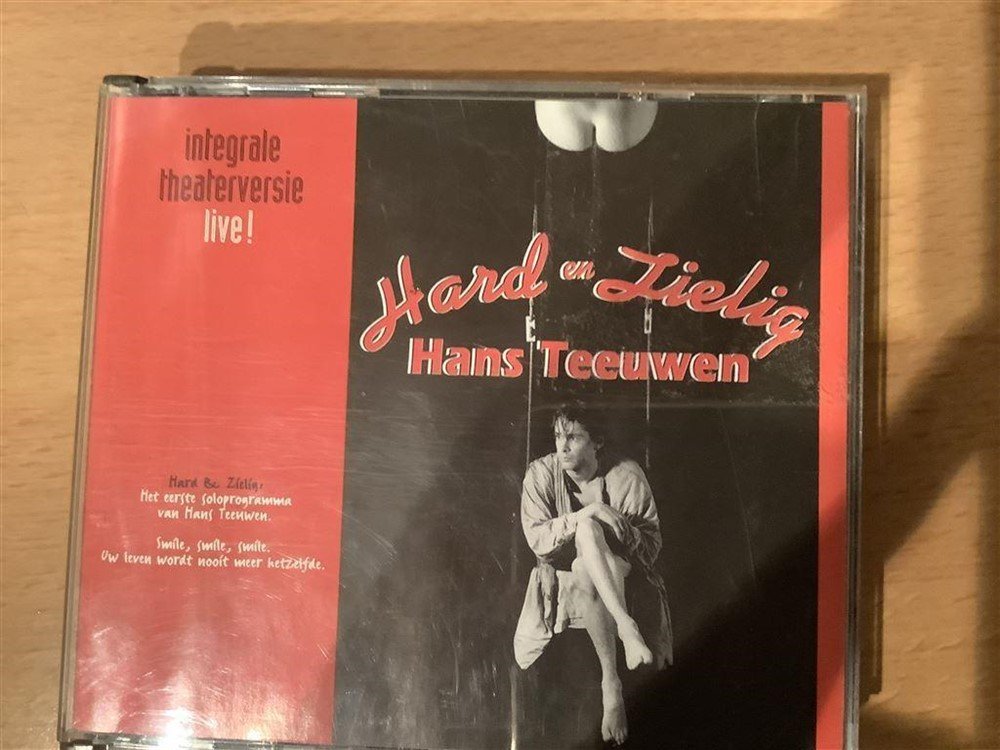 integrale
theaterversie
live!
Hard en Zielig
Hans Teeuwen
Hard & Zielig.
Het eerste soloprogramma
van Hans Teeuwen.
Smile, smile, smile.
Uw leven wordt nooit meer hetzelfde.